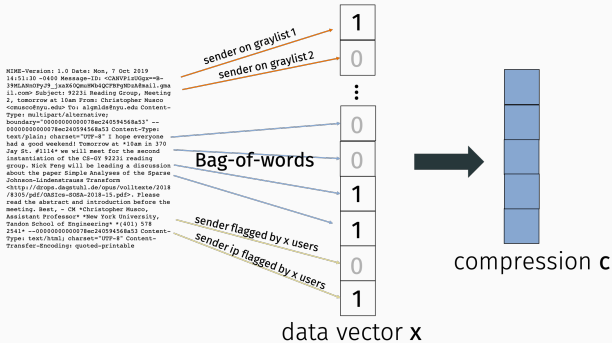 MIME-Version: 1.0 Date: Mon, 7 Oct 2019
14:51:30 -0400 Message-ID: <CANVPizUGgx==B-
39MLARnOPyJ9_jxaX60QmuHWb4QCFBPgNDnA@mail.gma
il.com> Subject: 9223i Reading Group, Meeting
2, tomorrow at 10am From: Christopher Musco
<cmusco@nyu.edu> To: algmlds@nyu.edu Content-
Type: multipart/alternative;
boundary="00000000000078ec240594568a53" --
00000000000078ec240594568a53 Content-Type:
text/plain; charset="UTF-8" I hope everyone
had a good weekend! Tomorrow at *10am in 370
Jay St. #1114* we will meet for the second
instantiation of the CS-GY 9223i reading
group. Nick Feng will be leading a discussion
about the paper Simple Analyses of the Sparse
Johnson-Lindenstrauss Transform
<http://drops.dagstuhl.de/opus/volltexte/2018
/8305/pdf/OASIcs-SOSA-2018-15.pdf>. Please
read the abstract and introduction before the
meeting. Best, - CM *Christopher Musco,
Assistant Professor* *New York University,
Tandon School of Engineering* *(401) 578
2541* --00000000000078ec240594568a53 Content-
Type: text/html; charset="UTF-8" Content-
Transfer-Encoding: quoted-printable
sender on graylist 1
sender on graylist 2
Bag-of-words
sender flagged by x users
sender ip flagged by x users
1
0
⋮
0
0
1
1
0
1
data vector x
compression c